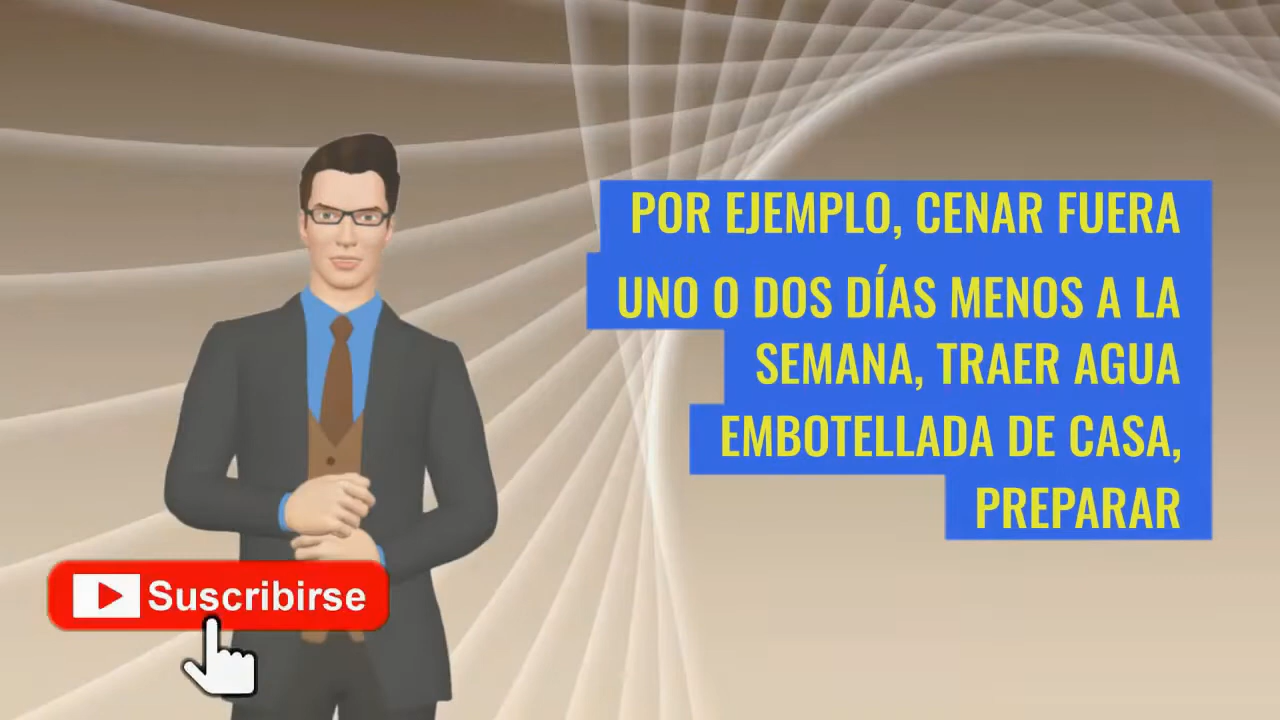 POR EJEMPLO, CENAR FUERA
UNO O DOS DÍAS MENOS A LA
SEMANA, TRAER AGUA
EMBOTELLADA DE CASA,
PREPARAR
Suscribirse